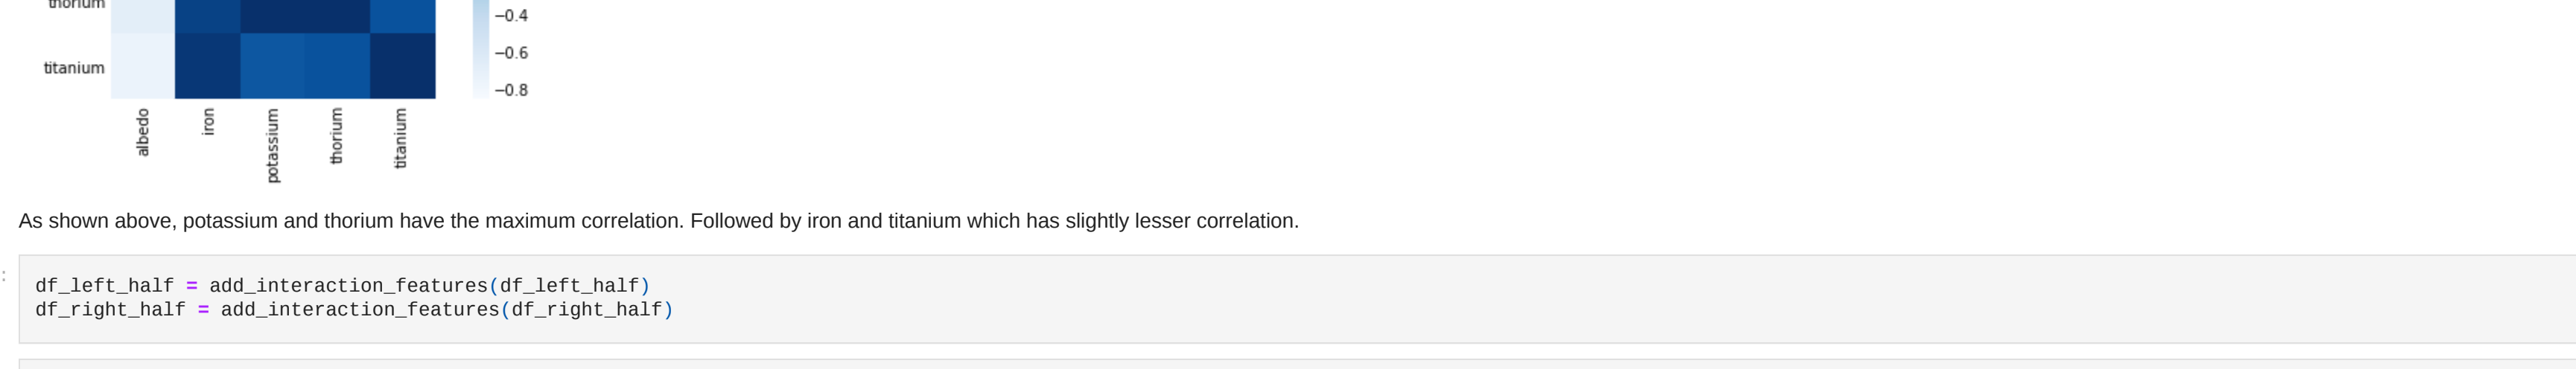 thorium
−0.4
−0.6
titanium
−0.8
albedo
iron
potassium
thorium
titanium
As shown above, potassium and thorium have the maximum correlation. Followed by iron and titanium which has slightly lesser correlation.
:
df_left_half = add_interaction_features(df_left_half)
df_right_half = add_interaction_features(df_right_half)